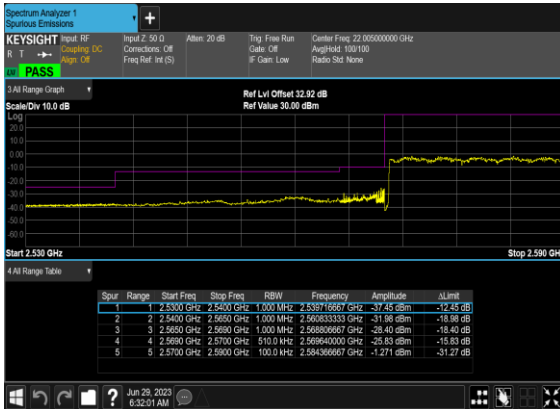 Spectrum Analyzer 1
Spurious Emissions
+
KEYSIGHT Input: RF Input Z: 50 Ω Atten: 20 dB Trig: Free Run Center Freq: 22.005000000 GHz
R T Coupling: DC Corrections: Off Gate: Off Avg|Hold: 100/100
Align: Off Freq Ref: Int (S) IF Gain: Low Radio Std: None
PASS
3 All Range Graph
Ref Lvl Offset 32.92 dB
Scale/Div 10.0 dB Ref Value 30.00 dBm
Log
20.0
10.0
0.00
-10.0
-20.0
-30.0
-40.0
-50.0
-60.0
Start 2.530 GHz Stop 2.590 GH
4 All Range Table
Spur Range Start Freq Stop Freq RBW Frequency Amplitude ΔLimit
1 1 2.5300 GHz 2.5400 GHz 1.000 MHz 2.539716667 GHz -37.45 dBm -12.45 dB
2 2 2.5400 GHz 2.5650 GHz 1.000 MHz 2.560833333 GHz -31.98 dBm -18.98 dB
3 3 2.5650 GHz 2.5690 GHz 1.000 MHz 2.568806667 GHz -28.40 dBm -18.40 dB
4 4 2.5690 GHz 2.5700 GHz 510.0 kHz 2.569640000 GHz -25.83 dBm -15.83 dB
5 5 2.5700 GHz 2.5900 GHz 100.0 kHz 2.584366667 GHz -1.271 dBm -31.27 dB
? Jun 29, 2023
6:32:01 AM